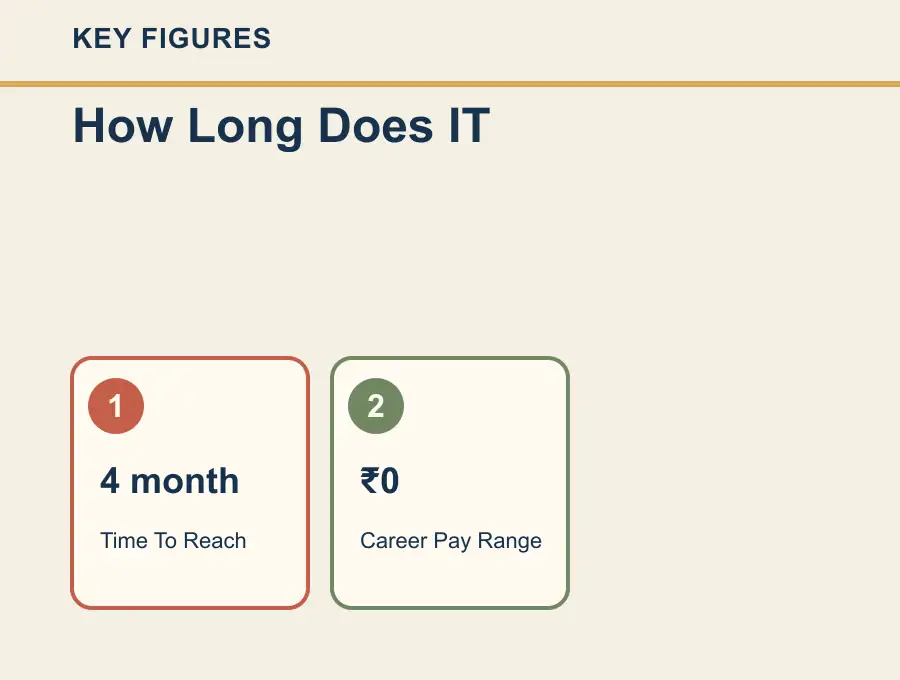 KEY FIGURES
How Long Does IT
1
4 month
Time To Reach
2
₹0
Career Pay Range